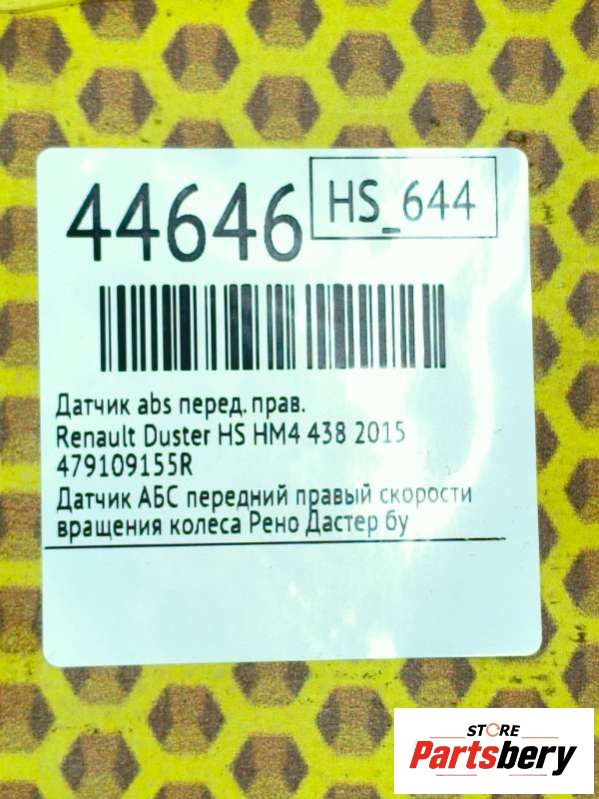 44646
HS_644
Датчик abs перед. прав.
Renault Duster HS HM4 438 2015
479109155R
Датчик АБС передний правый скорости
вращения колеса Рено Дастер бу
STORE
Partsbery